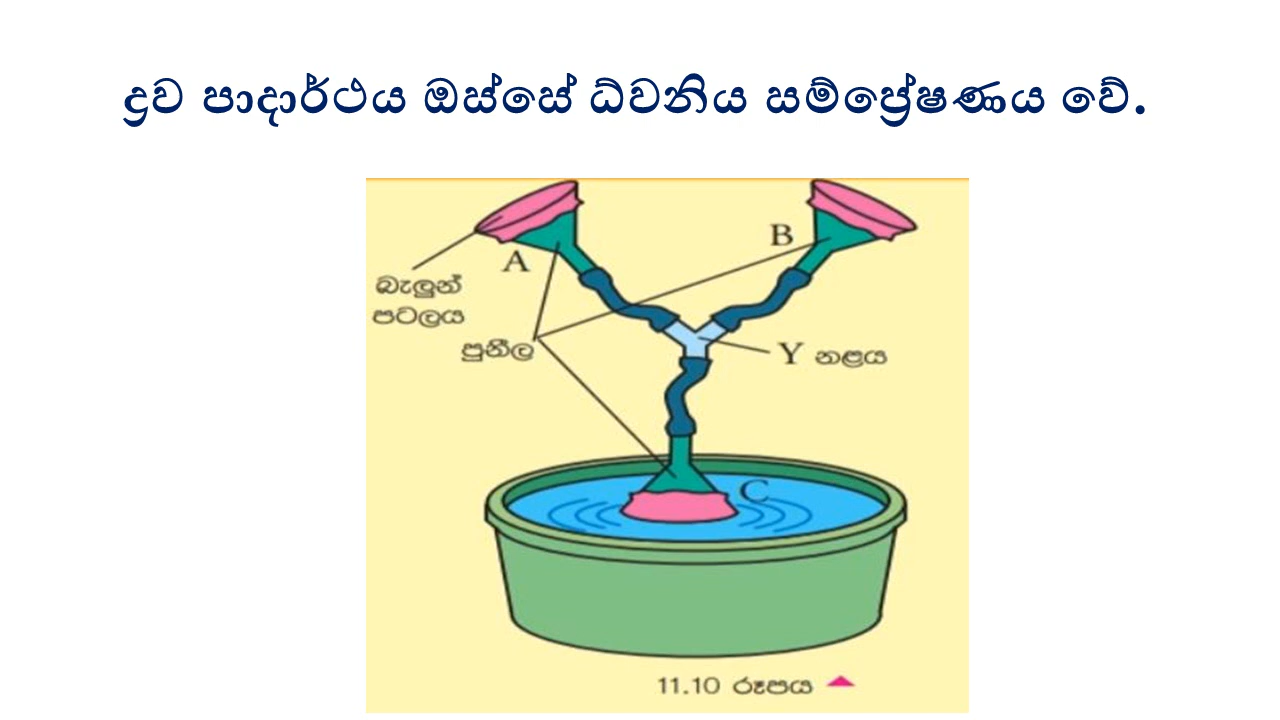 ද්‍රව පාදාර්ථය ඔස්සේ ධ්වනිය සම්ප්‍රේෂණය වේ.
A
B
බැලුන්
පටලය
පුනීල
Y නළය
C
11.10 රූපය